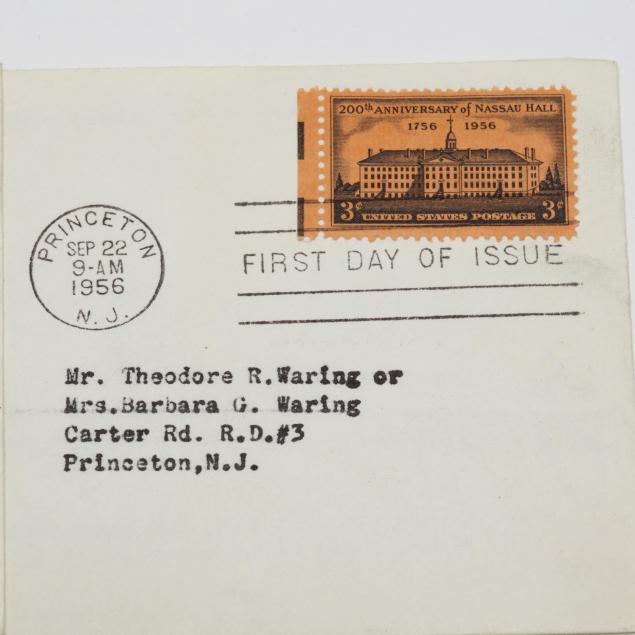 200th ANNIVERSARY of NASSAU HALL
1756 1956
3¢ UNITED STATES POSTAGE 3¢
FIRST DAY OF ISSUE
PRINCETON
SEP 22
9-AM
1956
N. J.
Mr. Theodore R.Waring or
Mrs.Barbara G. Waring
Carter Rd. R.D.#3
Princeton,N.J.